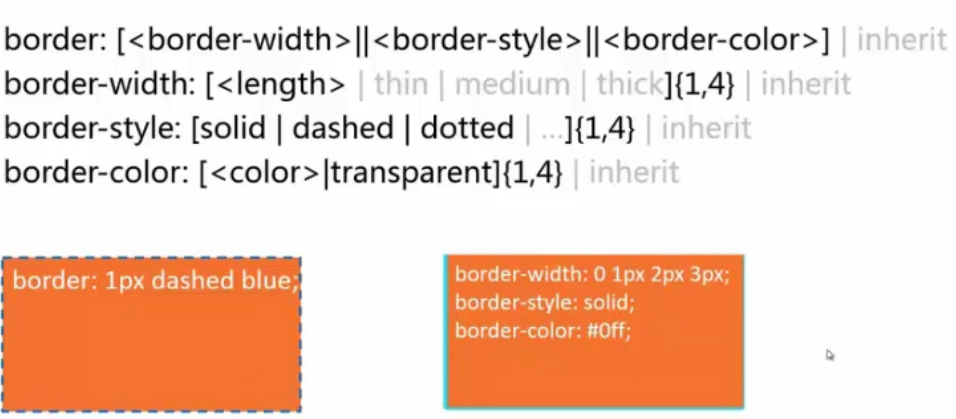 border: [<border-width>||<border-style>||<border-color>] | inherit
border-width: [<length> | thin | medium | thick]{1,4} | inherit
border-style: [solid | dashed | dotted | ...]{1,4} | inherit
border-color: [<color>|transparent]{1,4} | inherit
border: 1px dashed blue;
border-width: 0 1px 2px 3px;
border-style: solid;
border-color: #0ff;